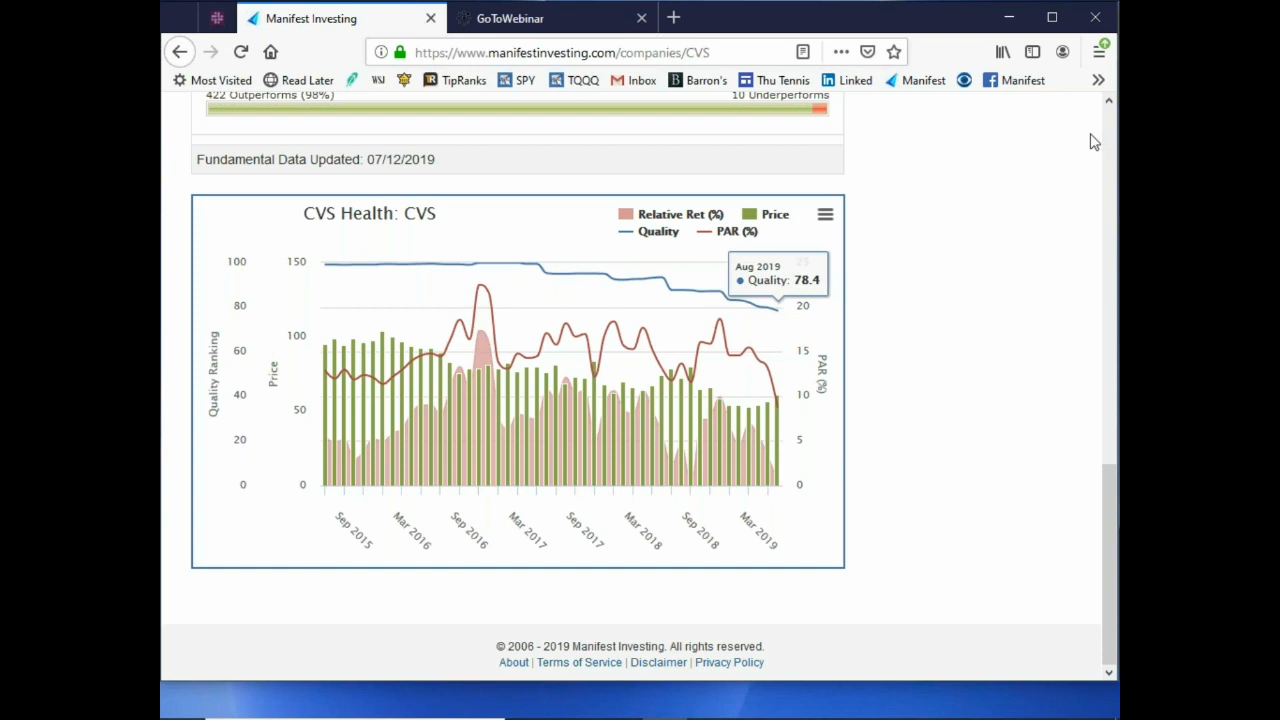 Manifest Investing
GoToWebinar
https://www.manifestinvesting.com/companies/CVS
Most Visited Read Later WSJ TipRanks SPY TQQQ Inbox Barron's Thu Tennis Linked Manifest Manifest
422 Outperforms (98%) 10 Underperforms
Fundamental Data Updated: 07/12/2019
CVS Health: CVS
Relative Ret (%) Price
Quality PAR (%)
Aug 2019
Quality: 78.4
100 150 25
80 20
100
60 15
40 10
50
20 5
0 0 0
Quality Ranking
Price
PAR (%)
Sep 2015 Mar 2016 Sep 2016 Mar 2017 Sep 2017 Mar 2018 Sep 2018 Mar 2019
© 2006 - 2019 Manifest Investing. All rights reserved.
About | Terms of Service | Disclaimer | Privacy Policy